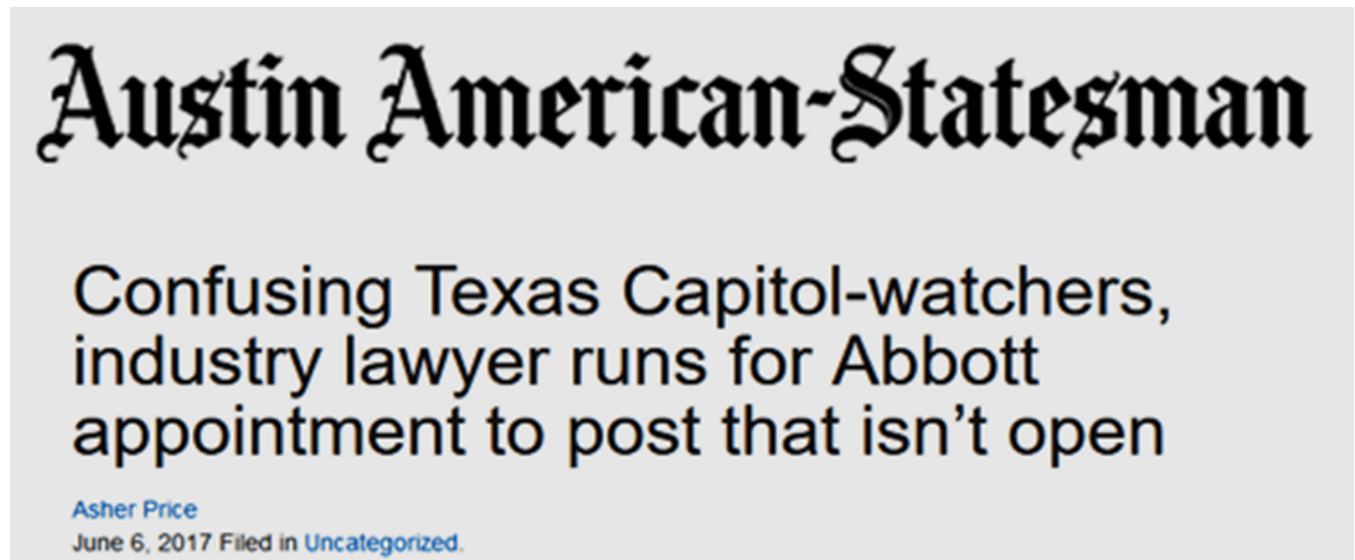 Austin American-Statesman
Confusing Texas Capitol-watchers,
industry lawyer runs for Abbott
appointment to post that isn’t open
Asher Price
June 6, 2017 Filed in Uncategorized.